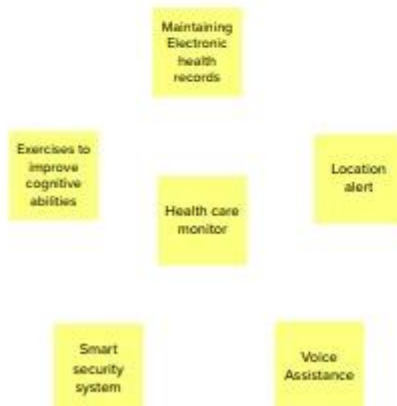 Maintaining
Electronic
health
records
Exercises to
improve
cognitive
abilities
Location
alert
Health care
monitor
Smart
security
system
Voice
Assistance